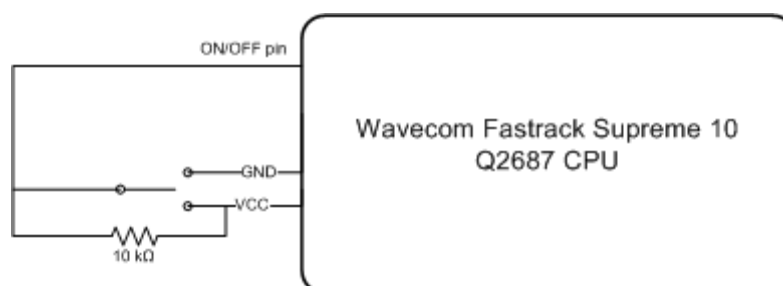 ON/OFF pin
Wavecom Fastrack Supreme 10
Q2687 CPU
GND
VCC
10 kΩ